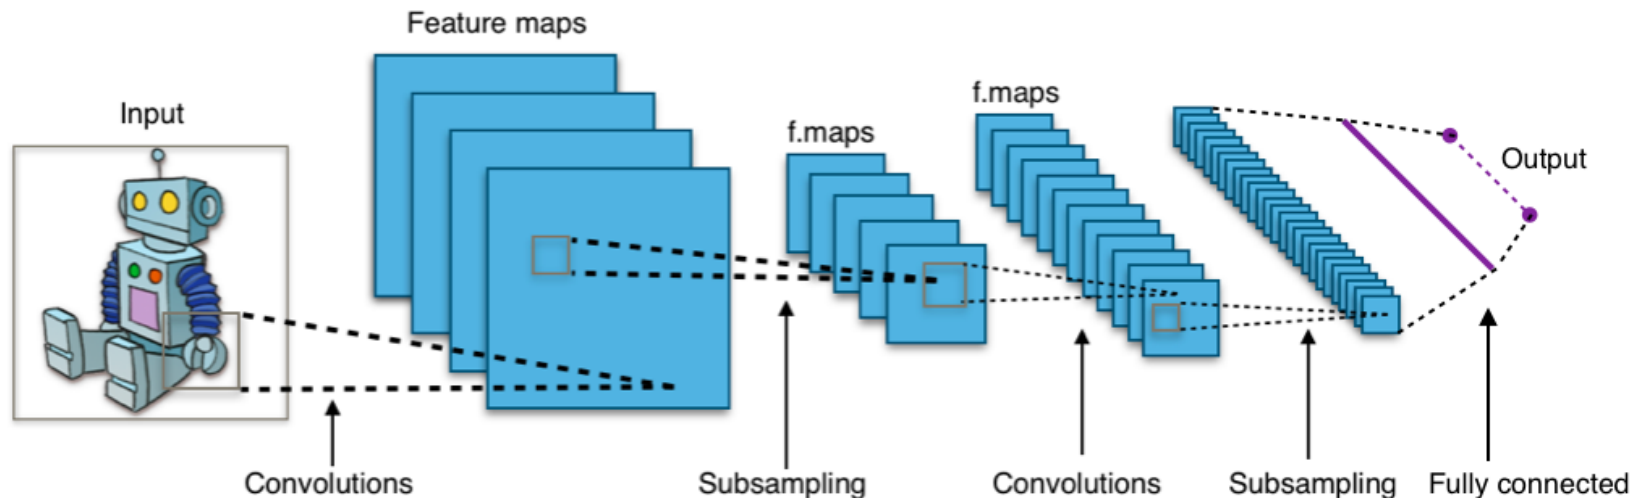 Feature maps
Input
f.maps
f.maps
Output
Convolutions
Subsampling
Convolutions
Subsampling
Fully connected